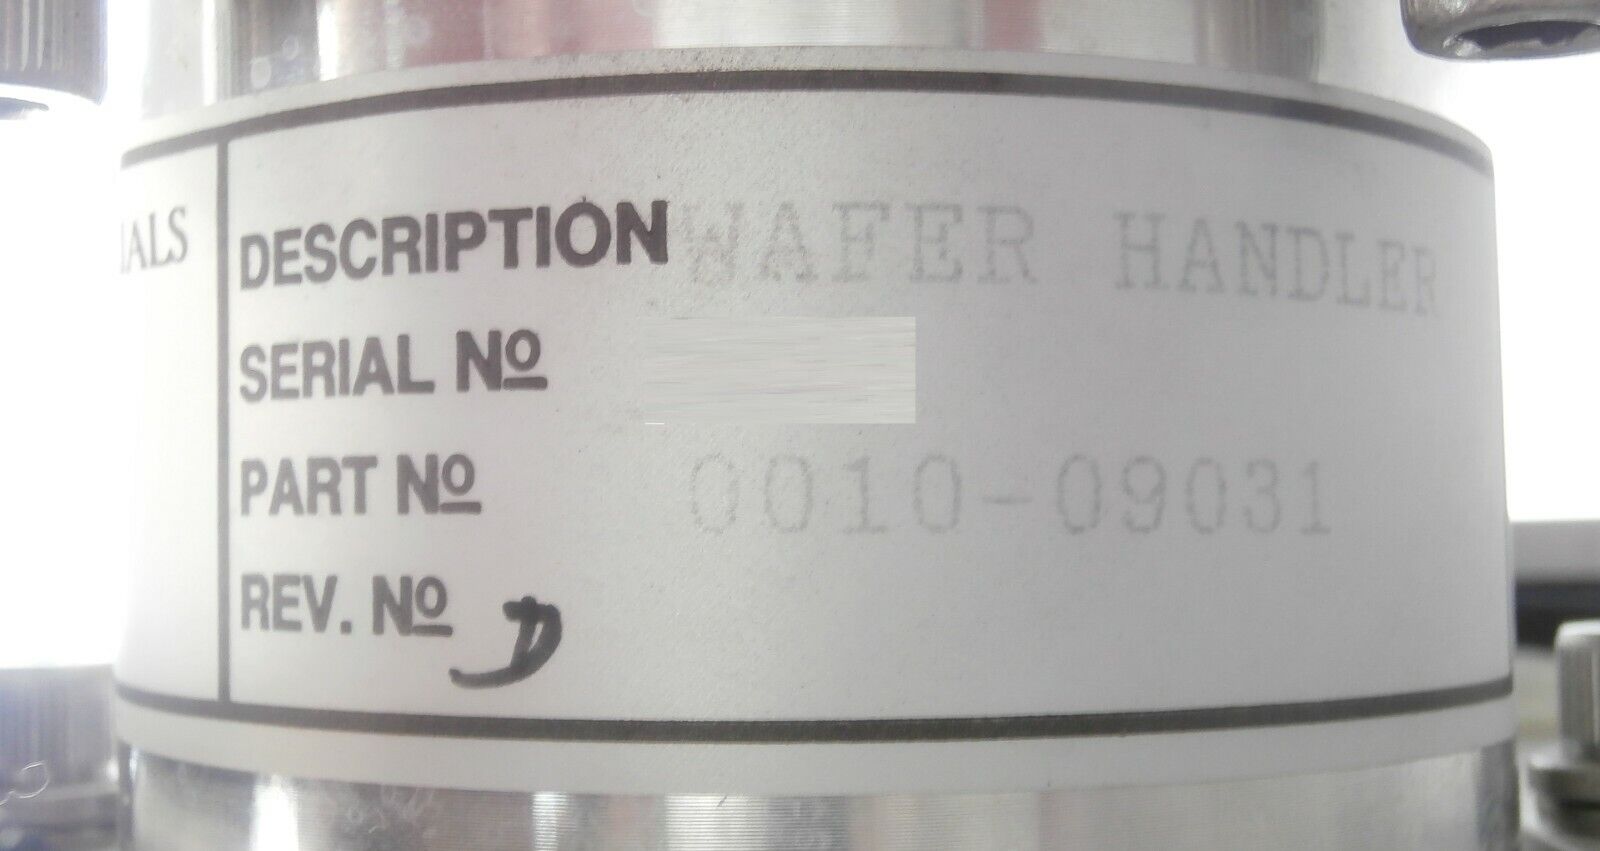 IALS
DESCRIPTION WAFER HANDLER
SERIAL Nº
PART Nº 0010-09031
REV. Nº D